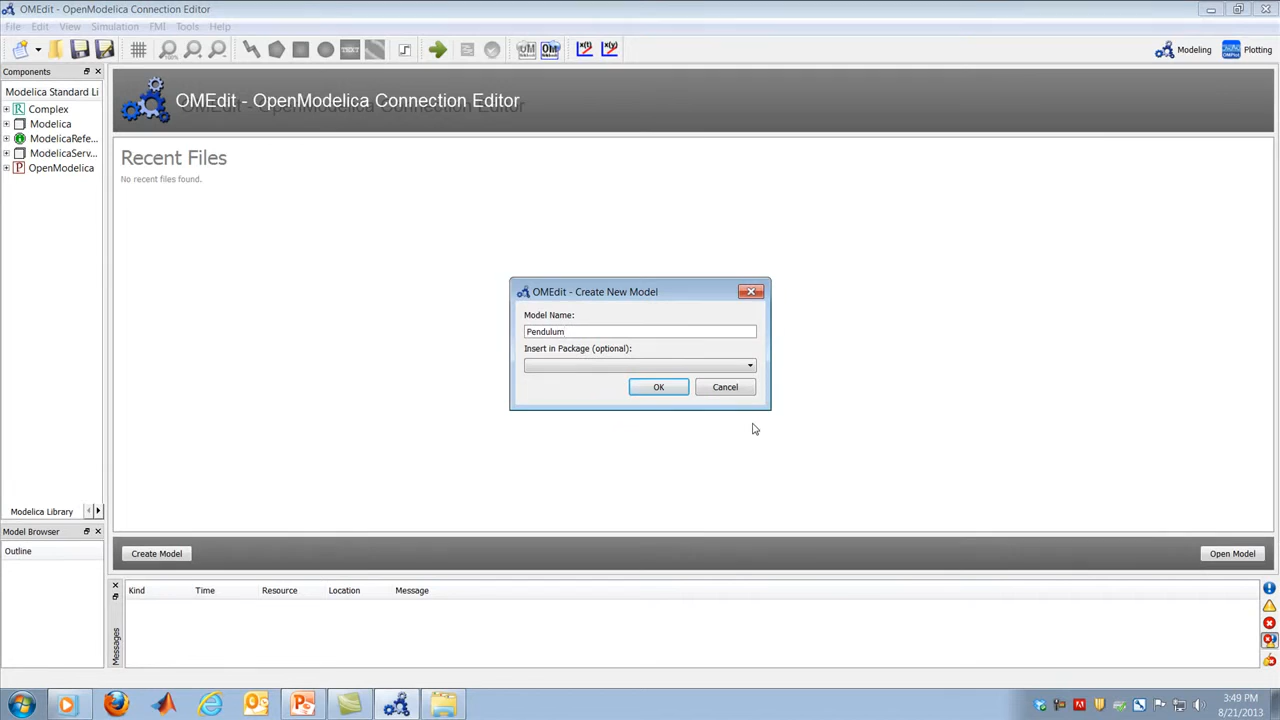 OMEdit - OpenModelica Connection Editor
File Edit View Simulation FMI Tools Help
Modeling Plotting
Components
Modelica Standard Li
Complex
Modelica
ModelicaRefe...
ModelicaServ...
OpenModelica
OMEdit - OpenModelica Connection Editor
Recent Files
No recent files found.
OMEdit - Create New Model
Model Name:
Pendulum
Insert in Package (optional):
OK Cancel
Modelica Library
Model Browser
Outline
Create Model Open Model
Kind Time Resource Location Message
Messages
3:49 PM
8/21/2013